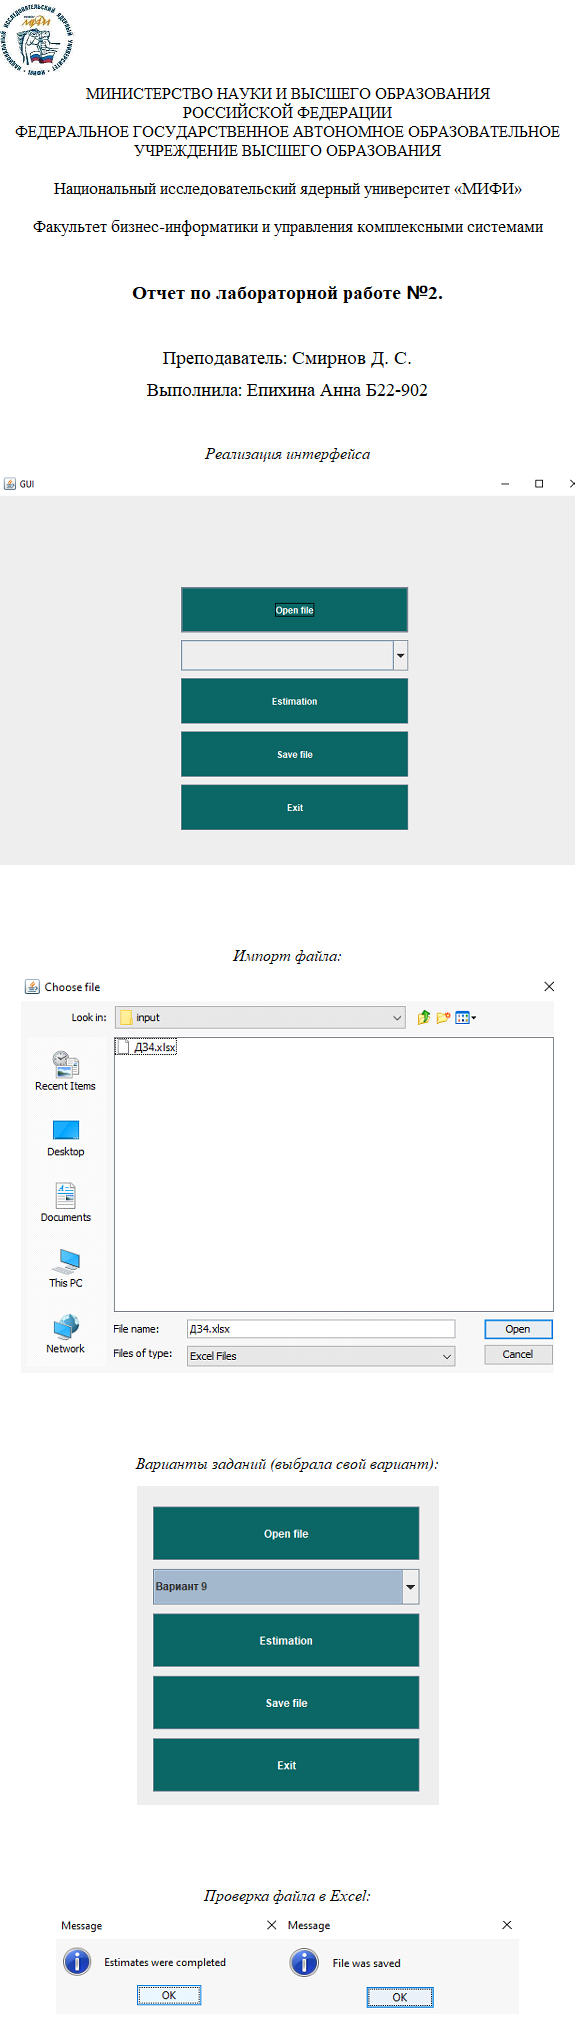 НАЦИОНАЛЬНЫЙ ИССЛЕДОВАТЕЛЬСКИЙ ЯДЕРНЫЙ УНИВЕРСИТЕТ
МИФИ
МИНИСТЕРСТВО НАУКИ И ВЫСШЕГО ОБРАЗОВАНИЯ
РОССИЙСКОЙ ФЕДЕРАЦИИ
ФЕДЕРАЛЬНОЕ ГОСУДАРСТВЕННОЕ АВТОНОМНОЕ ОБРАЗОВАТЕЛЬНОЕ
УЧРЕЖДЕНИЕ ВЫСШЕГО ОБРАЗОВАНИЯ
Национальный исследовательский ядерный университет «МИФИ»
Факультет бизнес-информатики и управления комплексными системами
Отчет по лабораторной работе №2.
Преподаватель: Смирнов Д. С.
Выполнила: Епихина Анна Б22-902
Реализация интерфейса
GUI
Open file
Estimation
Save file
Exit
Импорт файла:
Choose file
Look in: input
ДЗ4.xlsx
Recent Items
Desktop
Documents
This PC
Network
File name: ДЗ4.xlsx Open
Files of type: Excel Files Cancel
Варианты заданий (выбрала свой вариант):
Open file
Вариант 9
Estimation
Save file
Exit
Проверка файла в Excel:
Message Message
Estimates were completed File was saved
OK OK